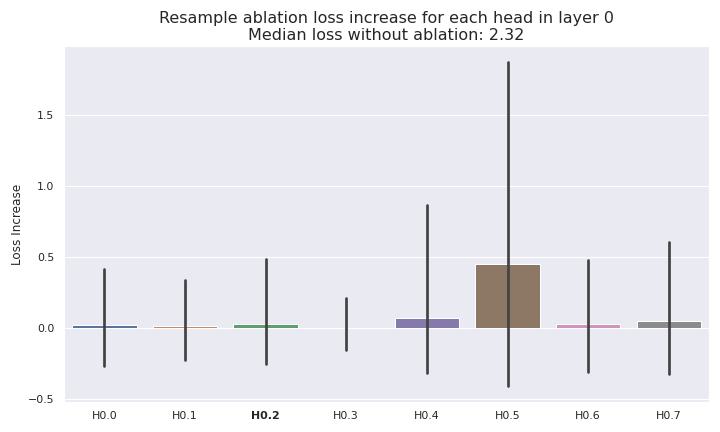 Resample ablation loss increase for each head in layer 0
Median loss without ablation: 2.32
Loss Increase
1.5
1.0
0.5
0.0
−0.5
H0.0 H0.1 H0.2 H0.3 H0.4 H0.5 H0.6 H0.7